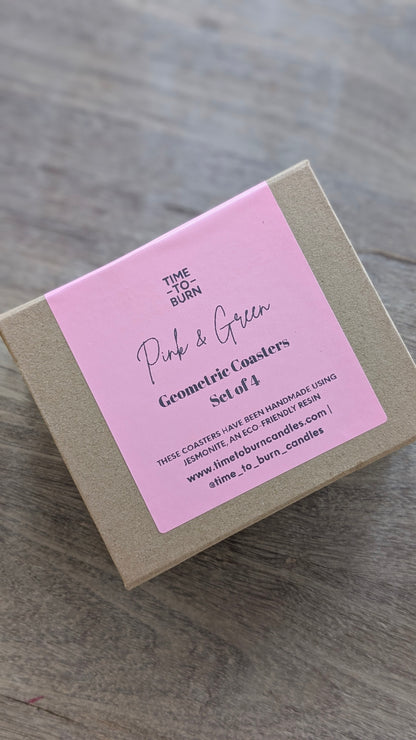 TIME
-TO-
BURN
Pink & Green
Geometric Coasters
Set of 4
THESE COASTERS HAVE BEEN HANDMADE USING
JESMONITE, AN ECO-FRIENDLY RESIN
www.timetoburncandles.com |
@time_to_burn_candles